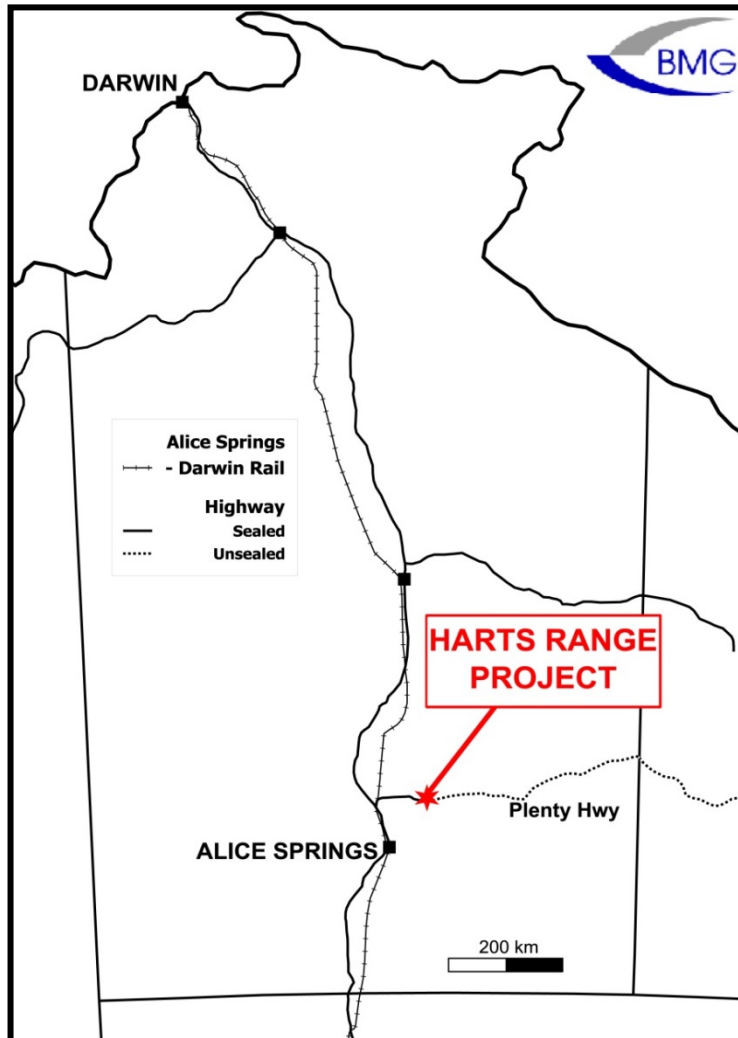 DARWIN
BMG
Alice Springs
- Darwin Rail
Highway
Sealed
Unsealed
HARTS RANGE
PROJECT
Plenty Hwy
ALICE SPRINGS
200 km